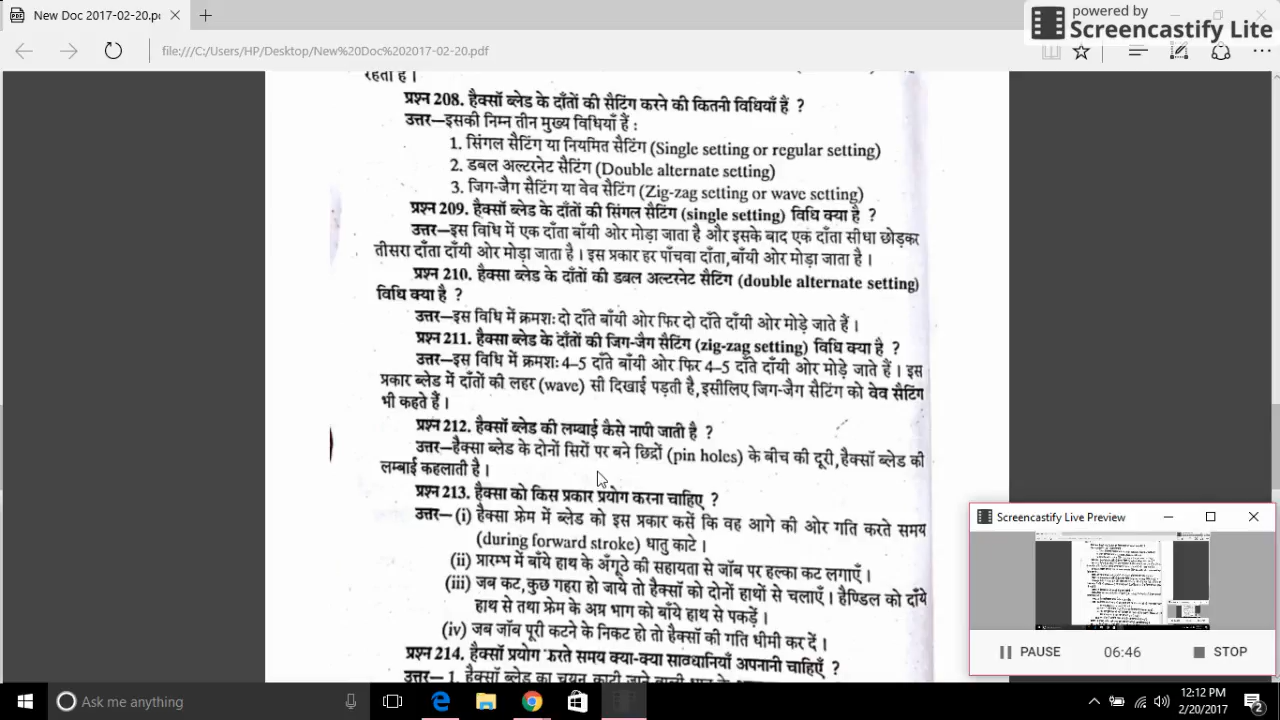 New Doc 2017-02-20.p
powered by
Screencastify Lite
file:///C:/Users/HP/Desktop/New%20Doc%202017-02-20.pdf
रहता है।
प्रश्न 208. हैक्सॉ ब्लेड के दाँतों की सैटिंग करने की कितनी विधियाँ हैं ?
उत्तर—इसकी निम्न तीन मुख्य विधियाँ हैं :
1. सिंगल सैटिंग या नियमित सैटिंग (Single setting or regular setting)
2. डबल अल्टरनेट सैटिंग (Double alternate setting)
3. जिग-जैग सैटिंग या वेव सैटिंग (Zig-zag setting or wave setting)
प्रश्न 209. हैक्सॉ ब्लेड के दाँतों की सिंगल सैटिंग (single setting) विधि क्या है ?
उत्तर—इस विधि में एक दाँता बाँयी ओर मोड़ा जाता है और इसके बाद एक दाँता सीधा छोड़कर
तीसरा दाँता दाँयी ओर मोड़ा जाता है। इस प्रकार हर पाँचवा दाँता, बाँयी ओर मोड़ा जाता है।
प्रश्न 210. हैक्सा ब्लेड के दाँतों की डबल अल्टरनेट सैटिंग (double alternate setting)
विधि क्या है ?
उत्तर—इस विधि में क्रमशः दो दाँते बाँयी ओर फिर दो दाँते दाँयी ओर मोड़े जाते हैं।
प्रश्न 211. हैक्सा ब्लेड के दाँतों की जिग-जैग सैटिंग (zig-zag setting) विधि क्या है ?
उत्तर—इस विधि में क्रमशः 4–5 दाँते बाँयी ओर फिर 4–5 दाँते दाँयी ओर मोड़े जाते हैं। इस
प्रकार ब्लेड में दाँतों की लहर (wave) सी दिखाई पड़ती है, इसीलिए जिग-जैग सैटिंग को वेव सैटिंग
भी कहते हैं।
प्रश्न 212. हैक्सॉ ब्लेड की लम्बाई कैसे नापी जाती है ?
उत्तर—हैक्सा ब्लेड के दोनों सिरों पर बने छिद्रों (pin holes) के बीच की दूरी, हैक्सॉ ब्लेड की
लम्बाई कहलाती है।
प्रश्न 213. हैक्सा को किस प्रकार प्रयोग करना चाहिए ?
उत्तर—(i) हैक्सा फ्रेम में ब्लेड को इस प्रकार कसें कि वह आगे की ओर गति करते समय
(during forward stroke) धातु काटे।
(ii) प्रारम्भ में बाँये हाथ के अँगूठे की सहायता से जॉब पर हल्का कट लगाएँ।
(iii) जब कट, कुछ गहरा हो जाये तो हैक्सॉ को दोनों हाथों से चलाएँ। हैण्डिल को दाँये
हाथ से तथा फ्रेम के अग्र भाग को बाँये हाथ से पकड़ें।
(iv) जब जॉब पूरी कटने के निकट हो तो हैक्सॉ की गति धीमी कर दें।
प्रश्न 214. हैक्सॉ प्रयोग करते समय क्या-क्या सावधानियाँ अपनानी चाहिएँ ?
उत्तर— 1. हैक्सॉ ब्लेड का चयन
Screencastify Live Preview
PAUSE
06:46
STOP
Ask me anything
12:12 PM
2/20/2017
2